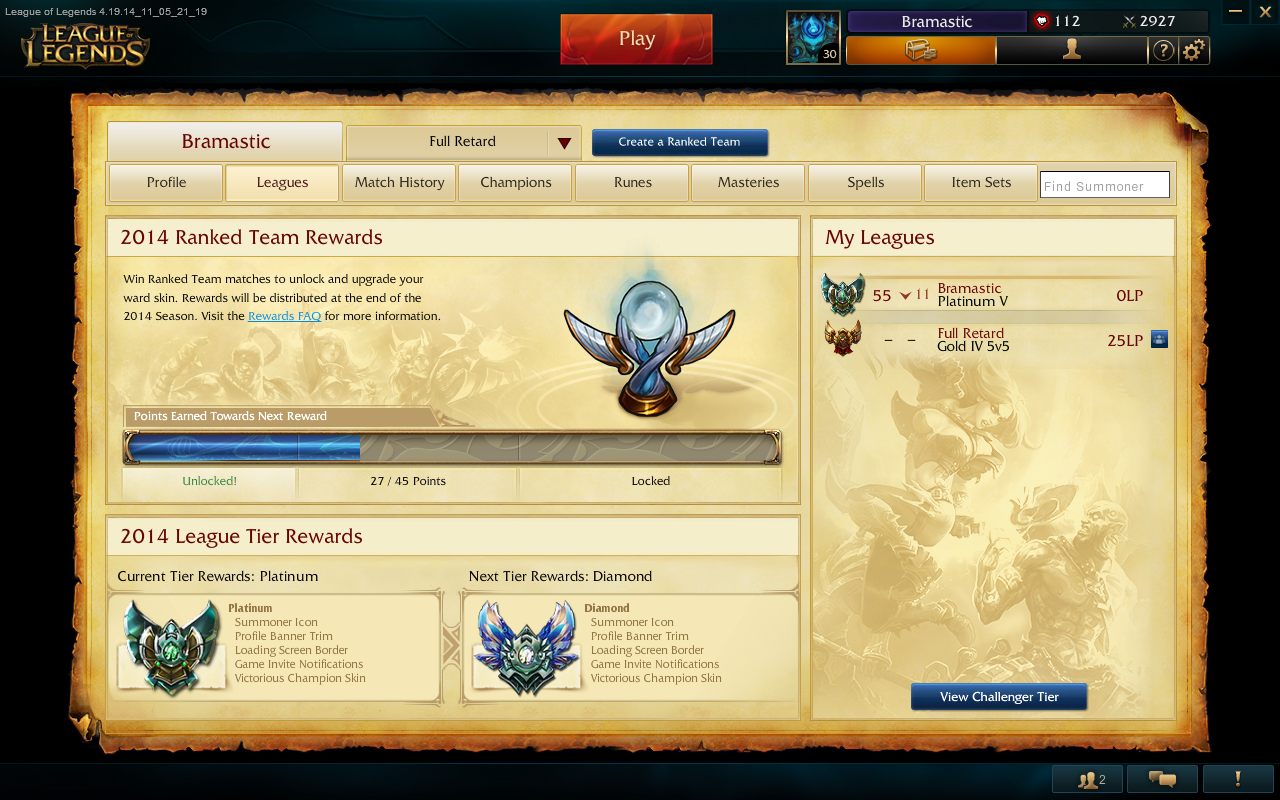 League of Legends 4.19.14_11_05_21_19
LEAGUE OF LEGENDS
Play
30
Bramastic
112
2927
?
Bramastic
Full Retard
Create a Ranked Team
Profile
Leagues
Match History
Champions
Runes
Masteries
Spells
Item Sets
Find Summoner
2014 Ranked Team Rewards
Win Ranked Team matches to unlock and upgrade your
ward skin. Rewards will be distributed at the end of the
2014 Season. Visit the Rewards FAQ for more information.
Points Earned Towards Next Reward
Unlocked!
27 / 45 Points
Locked
2014 League Tier Rewards
Current Tier Rewards: Platinum
Platinum
Summoner Icon
Profile Banner Trim
Loading Screen Border
Game Invite Notifications
Victorious Champion Skin
Next Tier Rewards: Diamond
Diamond
Summoner Icon
Profile Banner Trim
Loading Screen Border
Game Invite Notifications
Victorious Champion Skin
My Leagues
55 11 Bramastic 0LP
Platinum V
– – Full Retard 25LP
Gold IV 5v5
View Challenger Tier
2
!